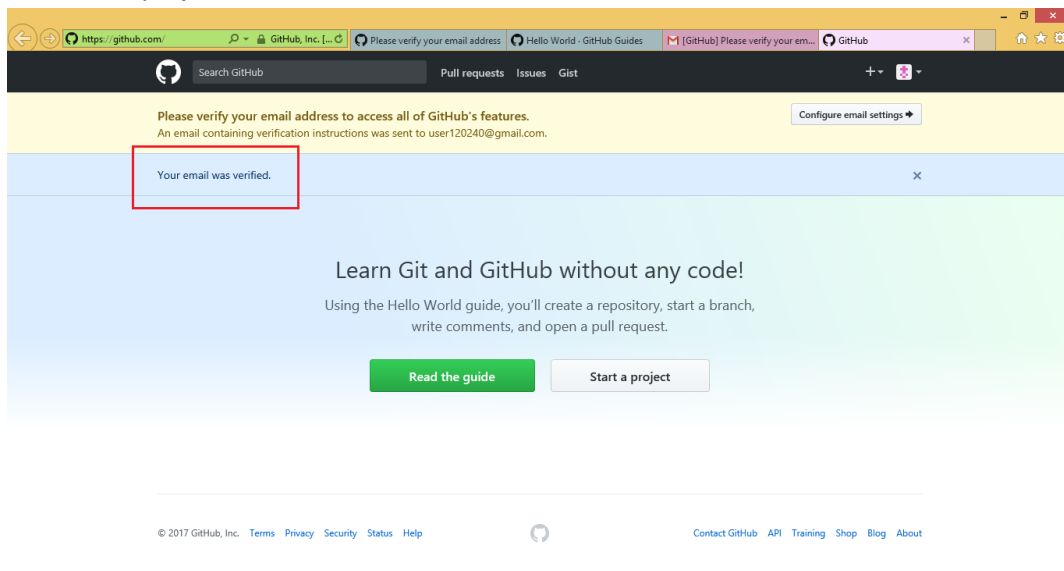 https://github.com/ GitHub, Inc. [... Please verify your email address Hello World - GitHub Guides [GitHub] Please verify your em... GitHub
Search GitHub Pull requests Issues Gist
Please verify your email address to access all of GitHub's features.
An email containing verification instructions was sent to user120240@gmail.com.
Configure email settings
Your email was verified.
Learn Git and GitHub without any code!
Using the Hello World guide, you'll create a repository, start a branch,
write comments, and open a pull request.
Read the guide Start a project
© 2017 GitHub, Inc. Terms Privacy Security Status Help Contact GitHub API Training Shop Blog About